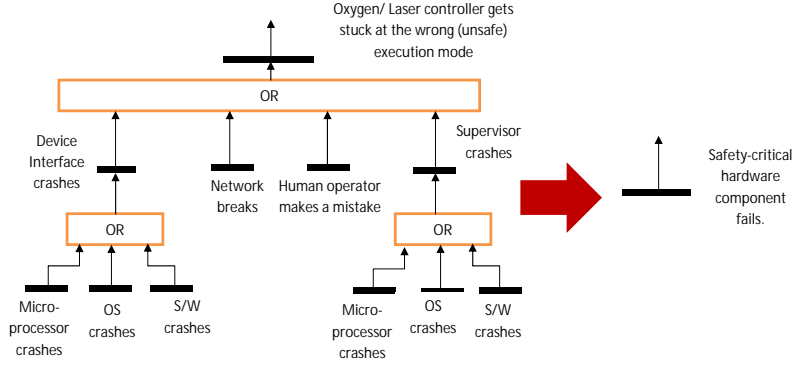 Oxygen/ Laser controller gets
stuck at the wrong (unsafe)
execution mode
OR
Device
Interface
crashes
Network
breaks
Human operator
makes a mistake
Supervisor
crashes
Safety-critical
hardware
component
fails.
OR
OR
Micro-
processor
crashes
OS
crashes
S/W
crashes
Micro-
processor
crashes
OS
crashes
S/W
crashes